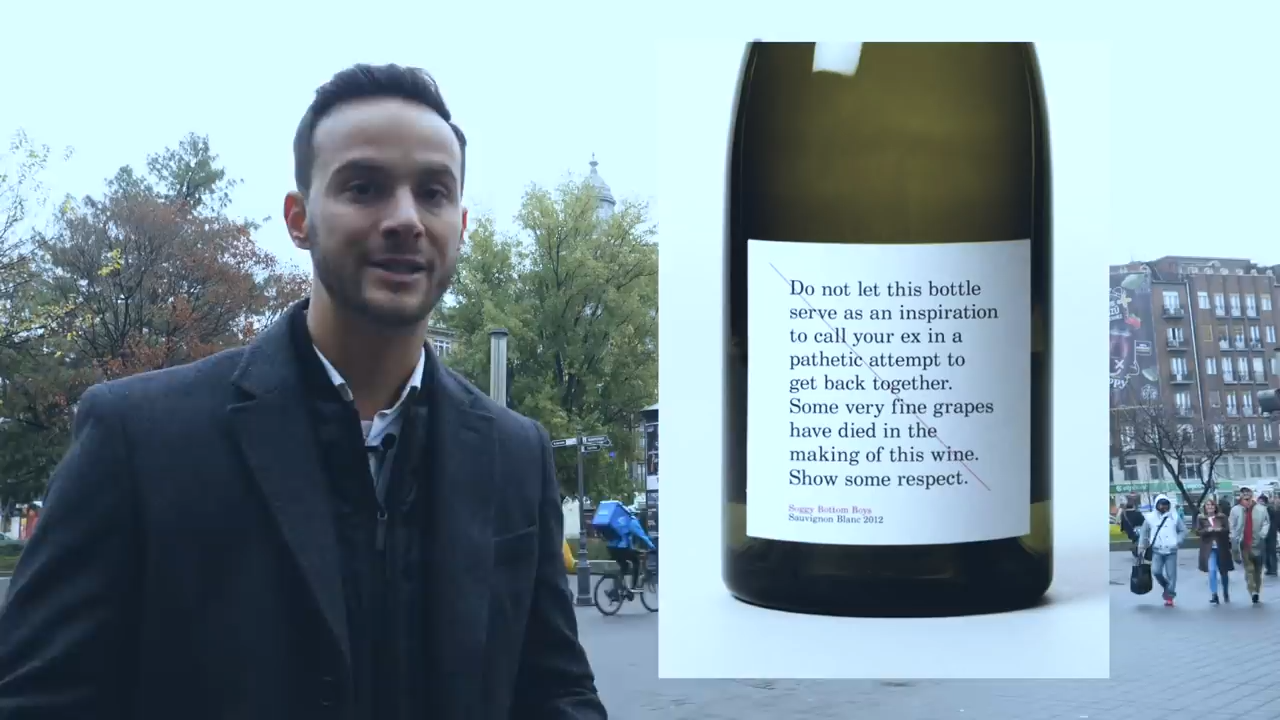 Do not let this bottle
serve as an inspiration
to call your ex in a
pathetic attempt to
get back together.
Some very fine grapes
have died in the
making of this wine.
Show some respect.
Soggy Bottom Boys
Sauvignon Blanc 2012